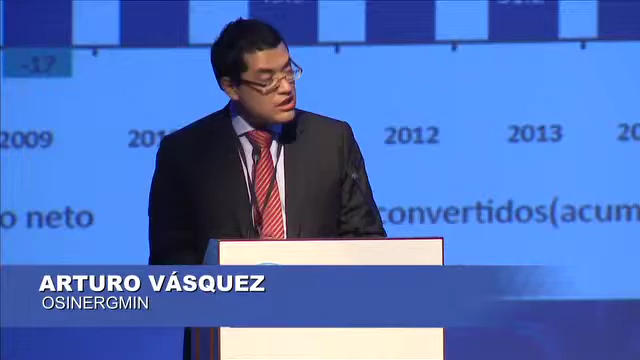 -17
2009
2012
2013
o neto
convertidos(acum
ARTURO VÁSQUEZ
OSINERGMIN